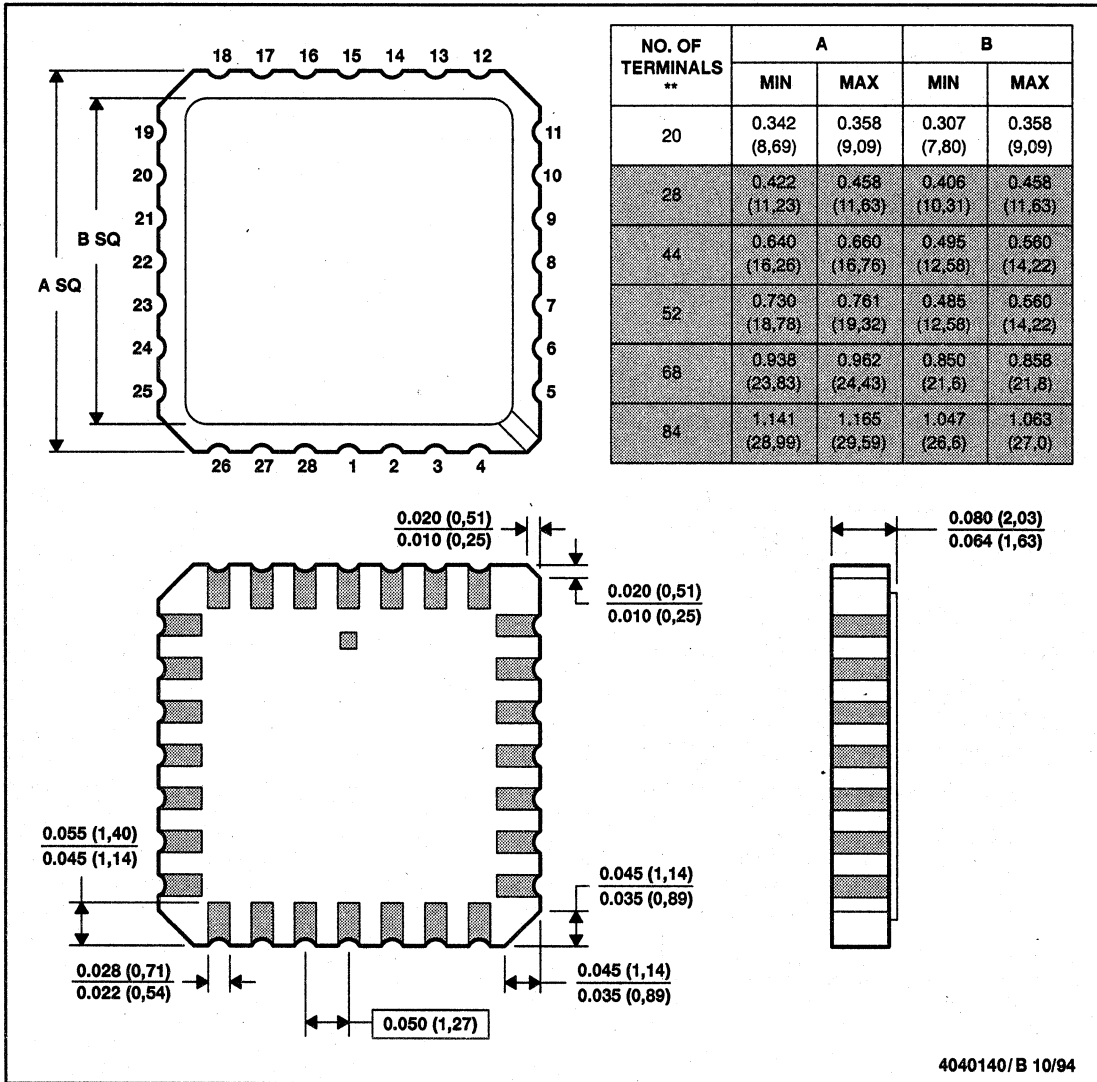 18 17 16 15 14 13 12
19
20
21
22
23
24
25
11
10
9
8
7
6
5
26 27 28 1 2 3 4
A SQ
B SQ
NO. OF TERMINALS ** A B
MIN MAX MIN MAX
20 0.342 (8,69) 0.358 (9,09) 0.307 (7,80) 0.358 (9,09)
28 0.422 (11,23) 0.458 (11,63) 0.406 (10,31) 0.458 (11,63)
44 0.640 (16,26) 0.660 (16,76) 0.495 (12,58) 0.560 (14,22)
52 0.730 (18,78) 0.761 (19,32) 0.485 (12,58) 0.560 (14,22)
68 0.938 (23,83) 0.962 (24,43) 0.850 (21,6) 0.858 (21,8)
84 1.141 (28,99) 1.165 (29,59) 1.047 (26,6) 1.063 (27,0)
0.020 (0,51)
0.010 (0,25)
0.020 (0,51)
0.010 (0,25)
0.080 (2,03)
0.064 (1,63)
0.055 (1,40)
0.045 (1,14)
0.045 (1,14)
0.035 (0,89)
0.028 (0,71)
0.022 (0,54)
0.045 (1,14)
0.035 (0,89)
0.050 (1,27)
4040140/ B 10/94